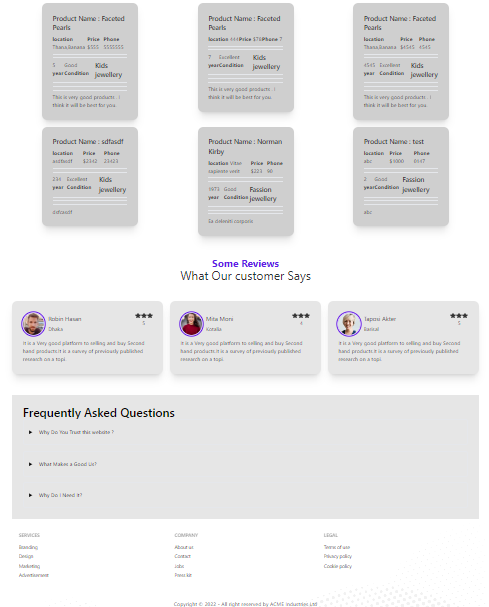 Product Name : Faceted
Pearls
location Price Phone
Thana.Banana $555 5555555
5 Good
year Condition
Kids
jewellery
This is very good products . I
think it will be best for you.
Product Name : Faceted
Pearls
location 444 Price $78 Phone 7
7 Excellent
year Condition
Kids
jewellery
This is very good products . I
think it will be best for you.
Product Name : Faceted
Pearls
location Price Phone
Thana.Banana $4545 4545
4545 Excellent
year Condition
Kids
jewellery
This is very good products . I
think it will be best for you.
Product Name : sdfasdf
location Price Phone
asdfasdf $2342 23423
234 Excellent
year Condition
Kids
jewellery
sdfasdf
Product Name : Norman
Kirby
location Vitae Price Phone
sapiente vent $223 98
1973 Good
year Condition
Fassion
jewellery
Ea deleniti corporis
Product Name : test
location Price Phone
abc $1000 0147
2 Good
year Condition
Fassion
jewellery
abc
Some Reviews
What Our customer Says
Robin Hasan
5
Dhaka
It is a Very good platform to selling and buy Second
hand products.It is a survey of previously published
research on a topi.
Mita Moni
4
It is a Very good platform to selling and buy Second
hand products.It is a survey of previously published
research on a topi.
Taposi Akter
5
Barisal
It is a Very good platform to selling and buy Second
hand products.It is a survey of previously published
research on a topi.
Frequently Asked Questions
Why Do You Trust this website ?
What Makes a Good Us?
Why Do I Need It?
SERVICES
Branding
Design
Marketing
Advertisement
COMPANY
About us
Contact
Jobs
Press kit
LEGAL
Terms of use
Privacy policy
Cookie policy
Copyright © 2022 - All right reserved by ACME Industries Ltd